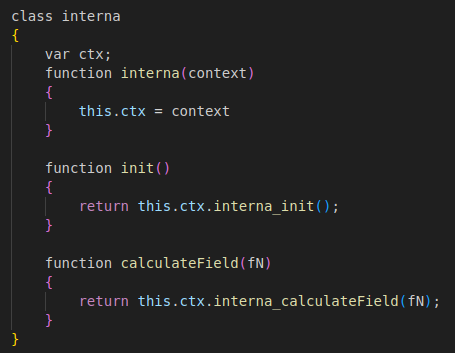 class interna
{
var ctx;
function interna(context)
{
this.ctx = context
}
function init()
{
return this.ctx.interna_init();
}
function calculateField(fN)
{
return this.ctx.interna_calculateField(fN);
}
}